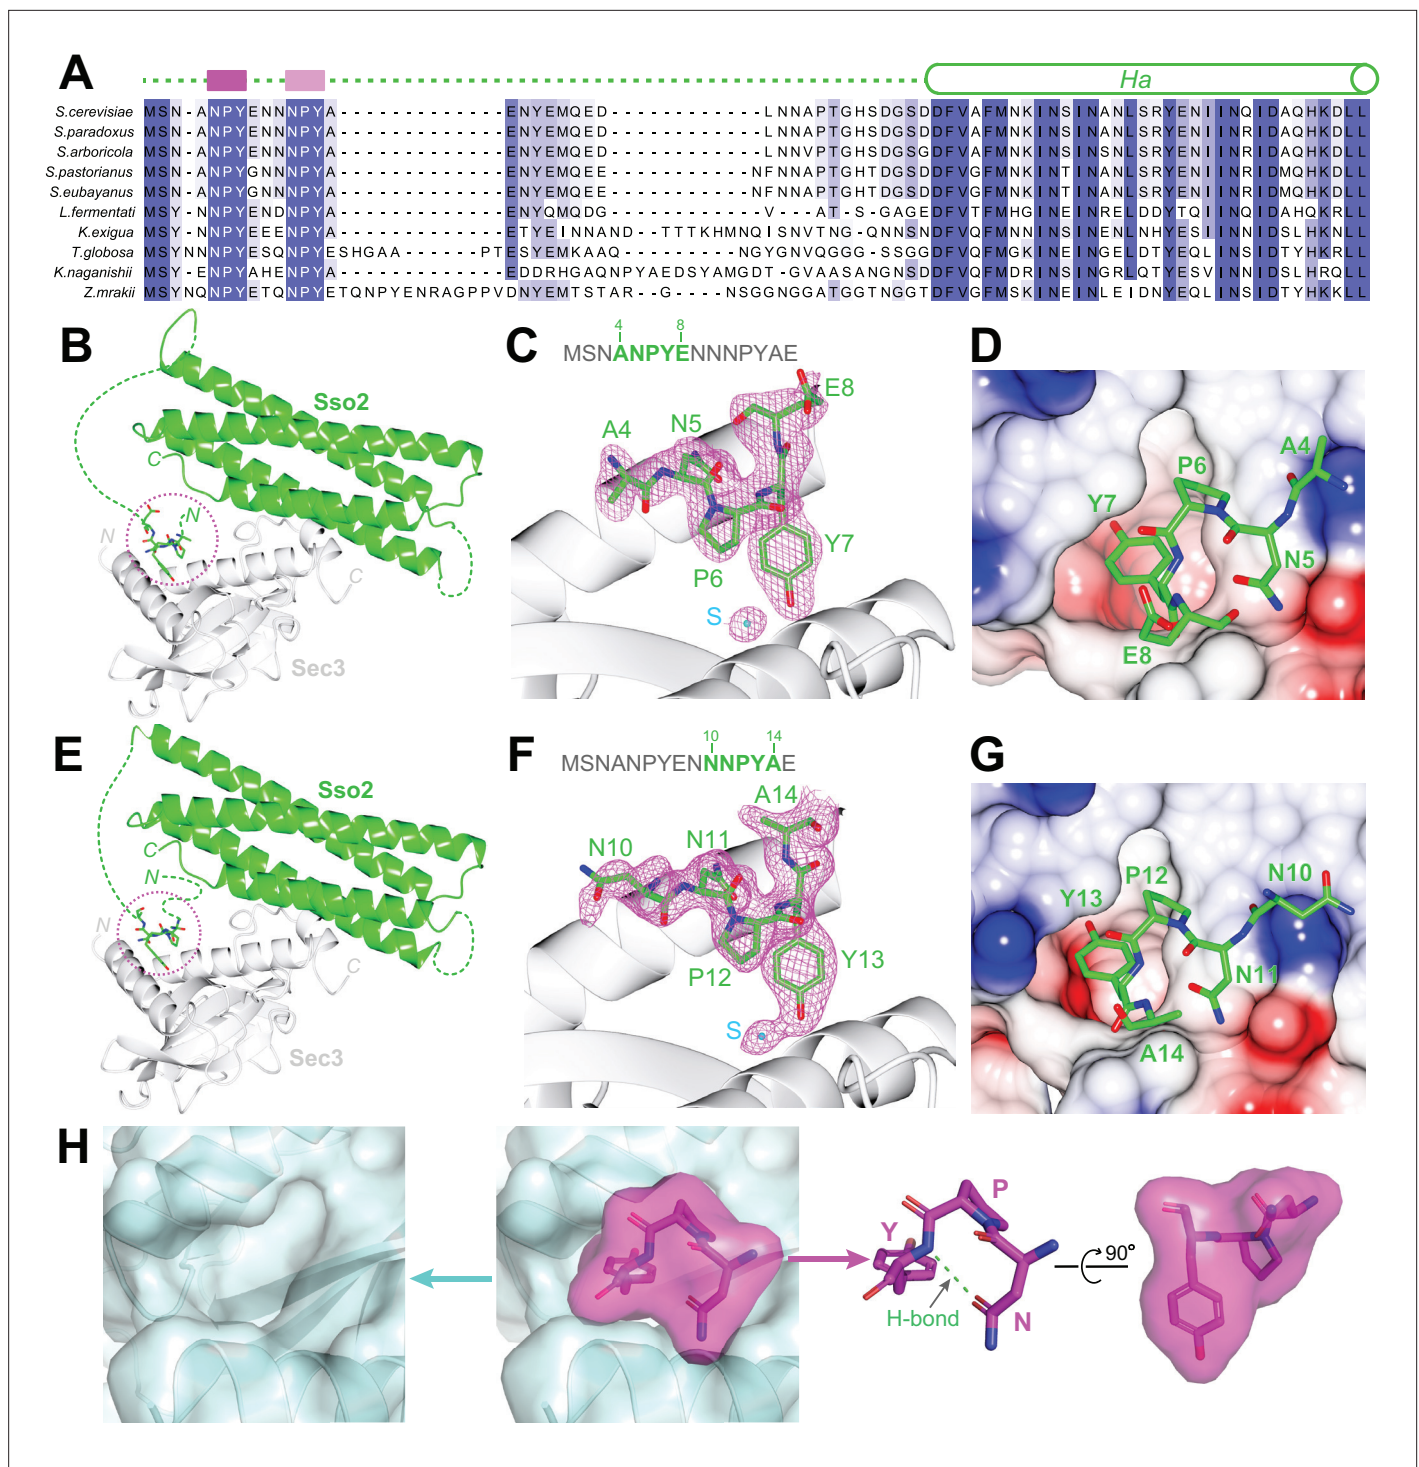 A
Ha
S.cerevisiae MSN-ANPYENNNPYA-------------ENYEMQED------------LNNAPTGHSDGSDDFVAFMNKINSINANLSRYENIINQIDAQHKDLL
S.paradoxus MSN-ANPYENNNPYA-------------ENYEMQED------------LNNAPTGHSDGSDDFVAFMNKINSINANLSRYENIINQIDAQHKDLL
S.arboricola MSN-ANPYENNNPYA-------------ENYEMQED------------LNNVPTGHSDGSGDFVAFMNKINSINSNLSRYENIINRIDAQHKDLL
S.pastorianus MSN-ANPYGNNNPYA-------------ENYEMQEE-----------NFNNAPTGHSDGSDDFVGFMNKINTINANLSRYENIINRIDMQHKDLL
S.eubayanus MSN-ANPYGNNNPYA-------------ENYEMQEE-----------NFNNAPTGHTDGSDDFVGFMNKINTINANLSRYENIINRIDMQHKDLL
L.fermentati MSY-NNPYENDNPYA-------------ENYQMQDG------------V---AT-S-GAGEDFVTFMHGINEINRELDDYTQIINQIDAHQKRLL
K.exigua MSY-NNPYEEENPYA-------------ETYEINNAND--TTTKHMNQISNVTNG-QNNSNDFVGFMNKINSINENLNHYESIINNISDLHKNLL
T.globosa MSYNNNPYESQNPYESHGAA------PTESYEMKAAQ---------NGYGNVQGGG-SSGGDFVQFMGKINEINGELDTYEQLINSIDTYHKRLL
K.naganishii MSY-ENPYAHENPYA-------------EDDRHGAQNPYAEDSYAMGDT-GVAASANGNSDDFVQFMDRINSINGRLQTYESVINNIDSLHRQLL
Z.mrakii MSYNQNPYETQNPYETQNPYENRAGPPVDNYEMTSTAR--G----NSGGNGGATGGTNGGTDFVGFMSKINEINLEIDNYEQLINSIDTYHKKLL
B
Sso2
C
N
N
C
Sec3
C
4 8
MSNANPYENNNPYAE
E8
N5
A4
Y7
P6
S
D
A4
P6
Y7
N5
E8
E
Sso2
C
N
N
C
Sec3
F
10 14
MSNANPYENNNPYAE
A14
N11
N10
Y13
P12
S
G
N10
P12
Y13
N11
A14
H
P
Y
90°
H-bond
N